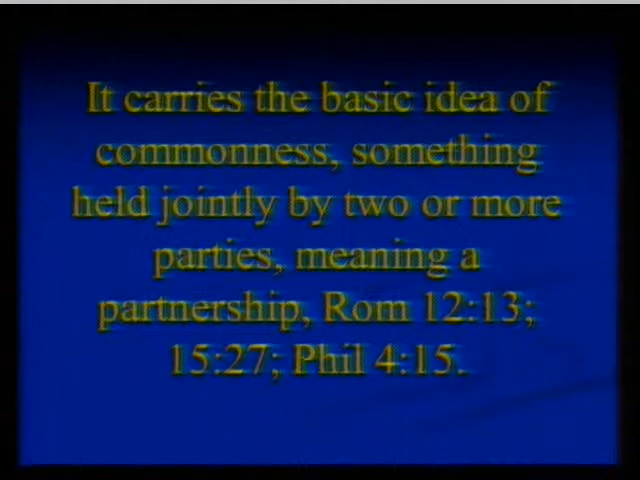 It carries the basic idea of
commonness, something
held jointly by two or more
parties, meaning a
partnership, Rom 12:13;
15:27; Phil 4:15.